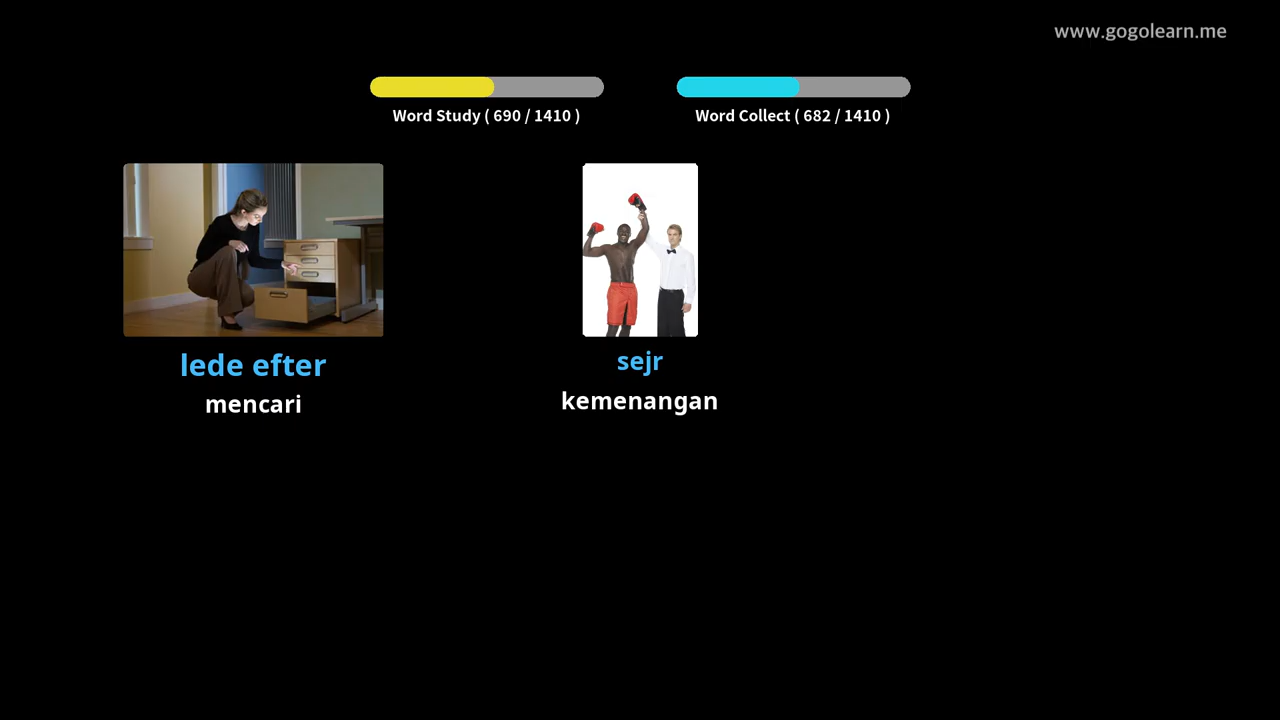 www.gogolearn.me
Word Study ( 690 / 1410 )
Word Collect ( 682 / 1410 )
lede efter
mencari
sejr
kemenangan